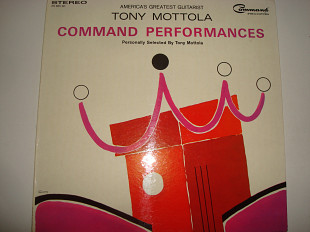 STEREO
AMERICA'S GREATEST GUITARIST
Command
TONY MOTTOLA
COMMAND PERFORMANCES
Personally Selected By Tony Mottola